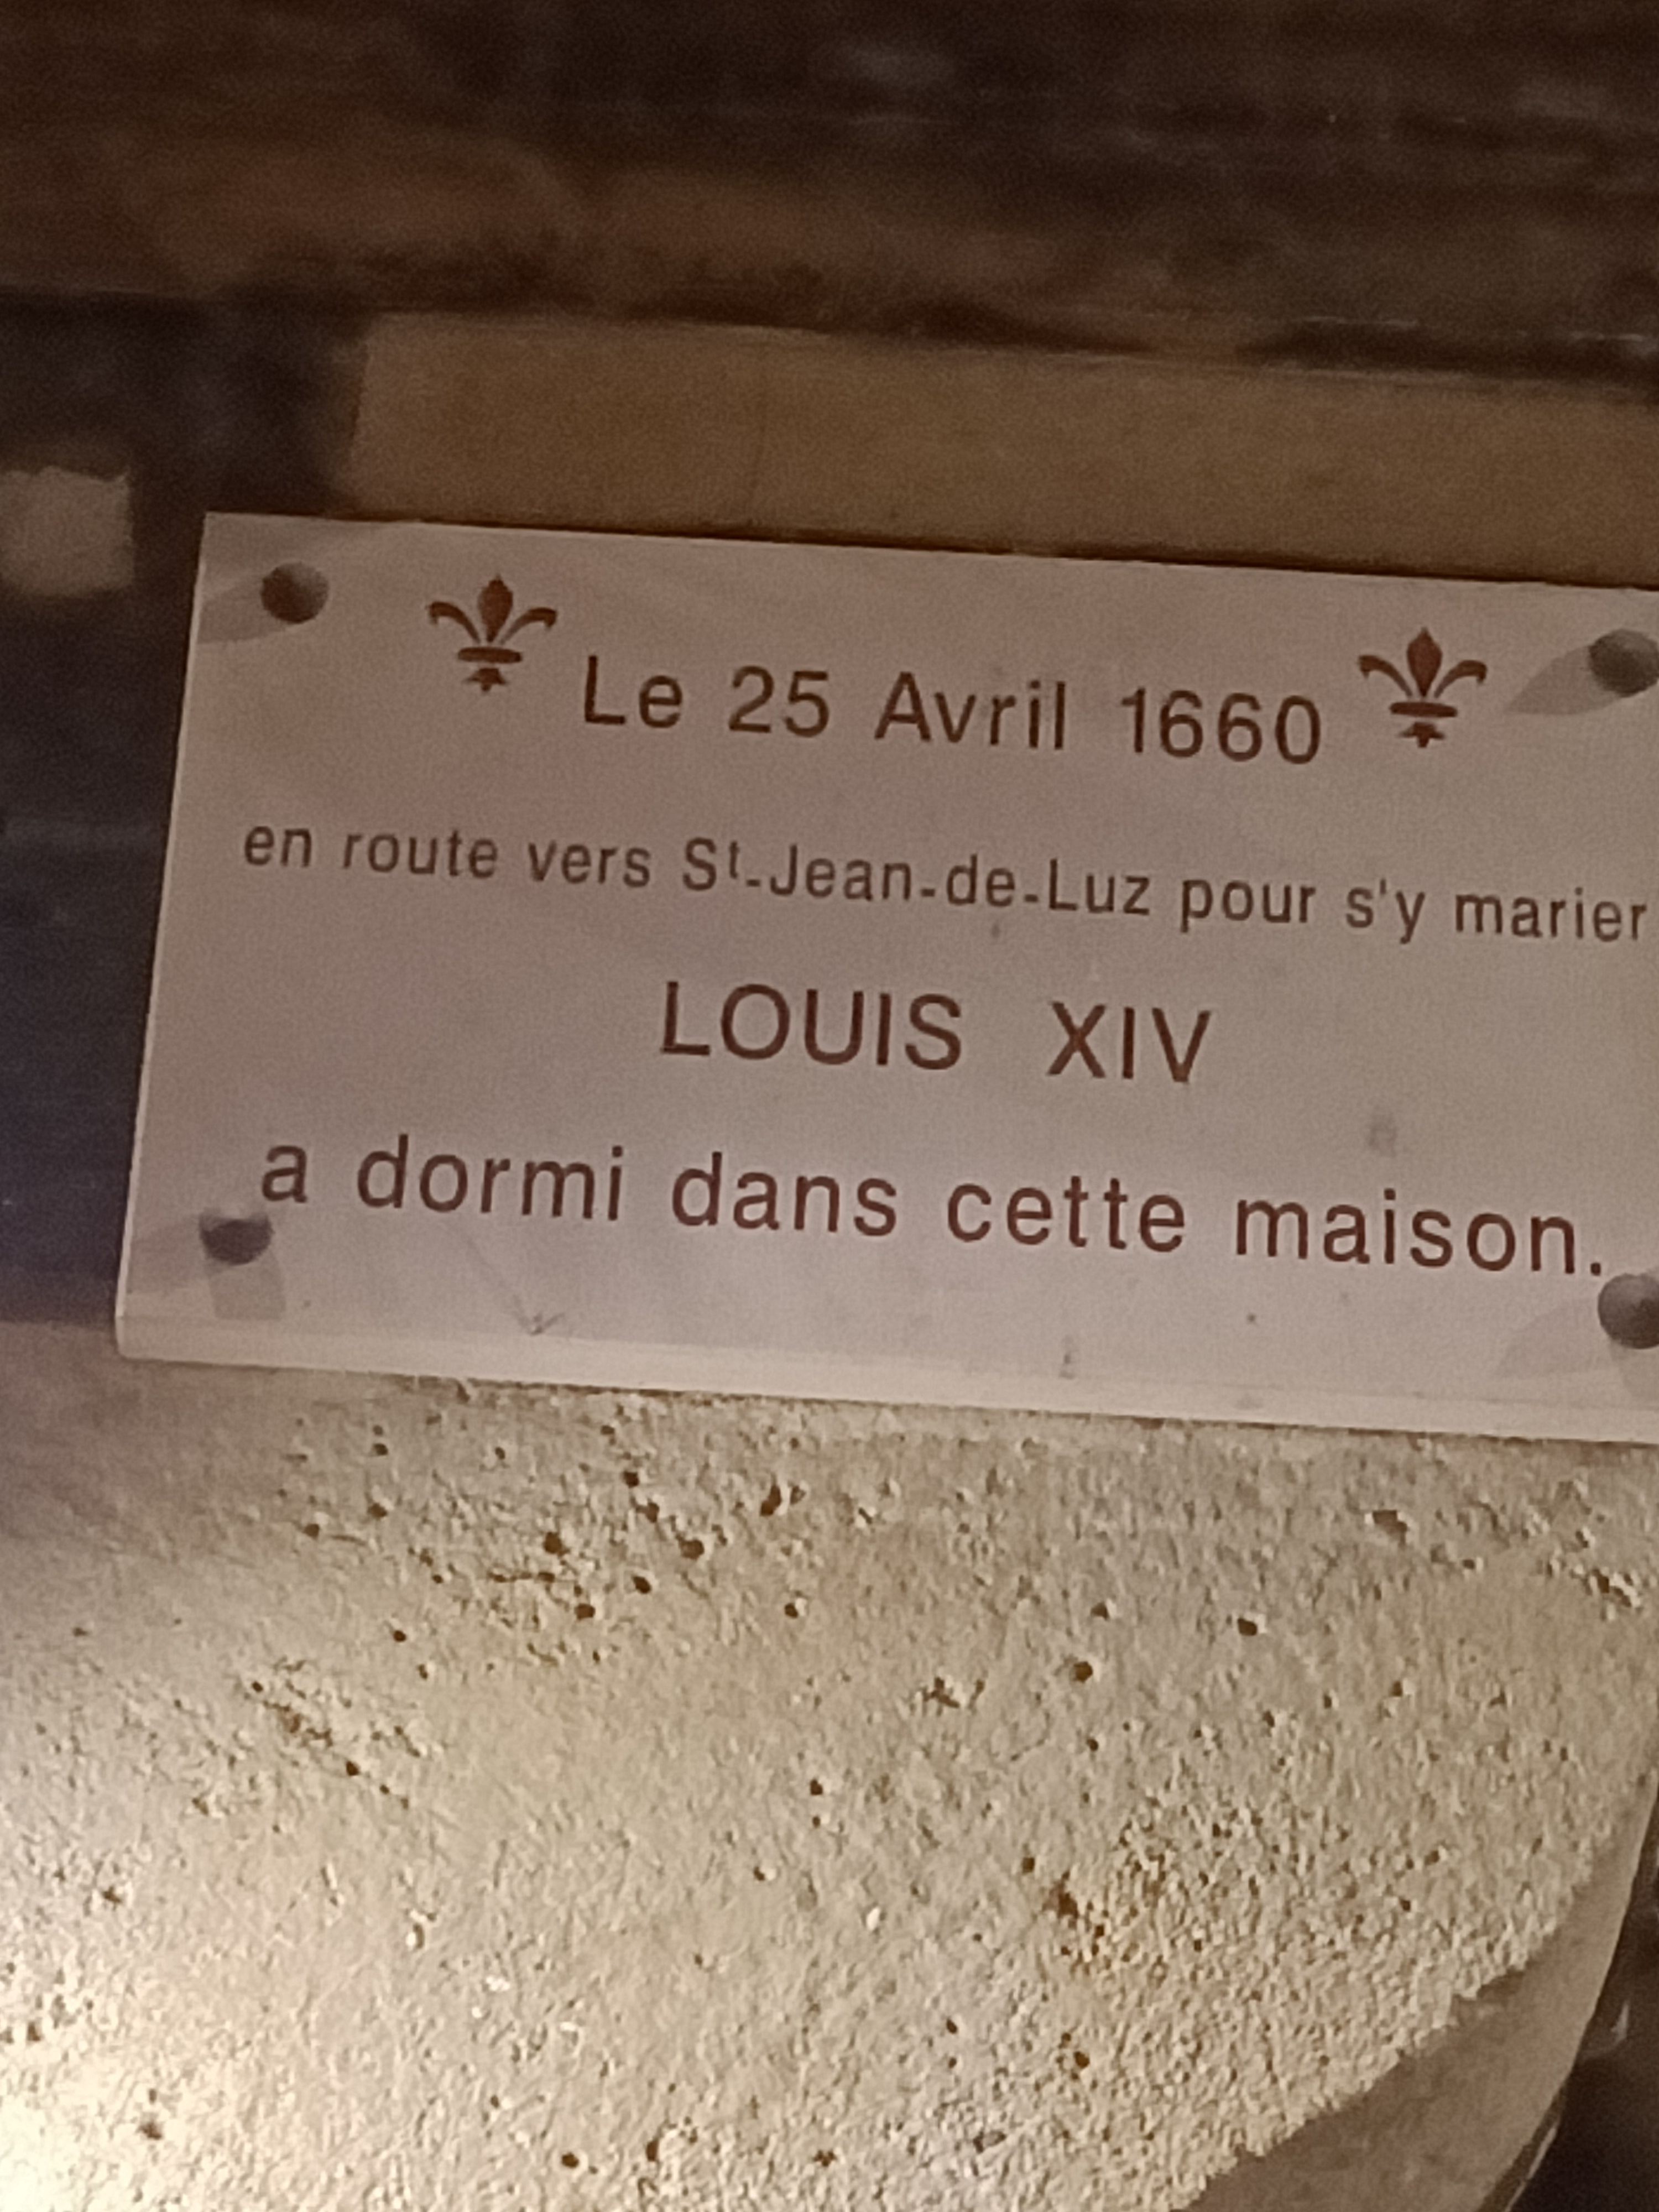 Le 25 Avril 1660
en route vers St-Jean-de-Luz pour s'y marier
LOUIS XIV
a dormi dans cette maison.